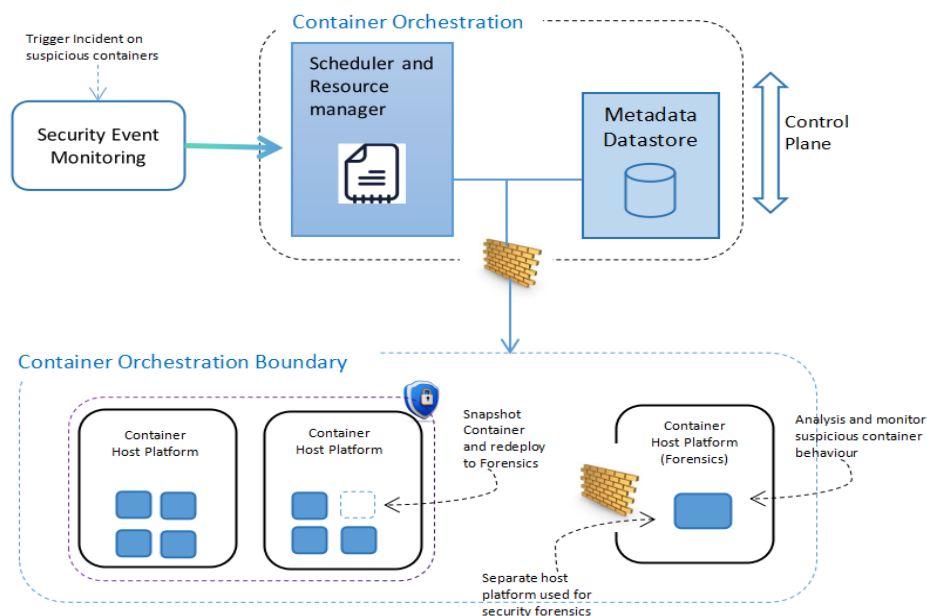 Container Orchestration
Trigger Incident on
suspicious containers
Security Event
Monitoring
Scheduler and
Resource
manager
Metadata
Datastore
Control
Plane
Container Orchestration Boundary
Container
Host Platform
Container
Host Platform
Snapshot
Container
and redeploy
to Forensics
Container
Host Platform
(Forensics)
Analysis and monitor
suspicious container
behaviour
Separate host
platform used for
security forensics